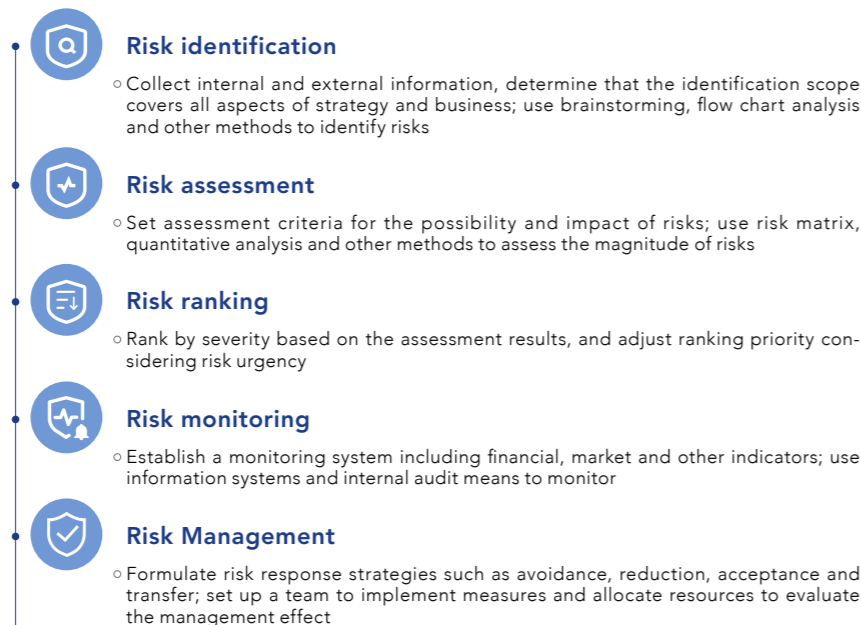 Risk identification
○ Collect internal and external information, determine that the identification scope
covers all aspects of strategy and business; use brainstorming, flow chart analysis
and other methods to identify risks
Risk assessment
○ Set assessment criteria for the possibility and impact of risks; use risk matrix,
quantitative analysis and other methods to assess the magnitude of risks
Risk ranking
○ Rank by severity based on the assessment results, and adjust ranking priority con-
sidering risk urgency
Risk monitoring
○ Establish a monitoring system including financial, market and other indicators; use
information systems and internal audit means to monitor
Risk Management
○ Formulate risk response strategies such as avoidance, reduction, acceptance and
transfer; set up a team to implement measures and allocate resources to evaluate
the management effect